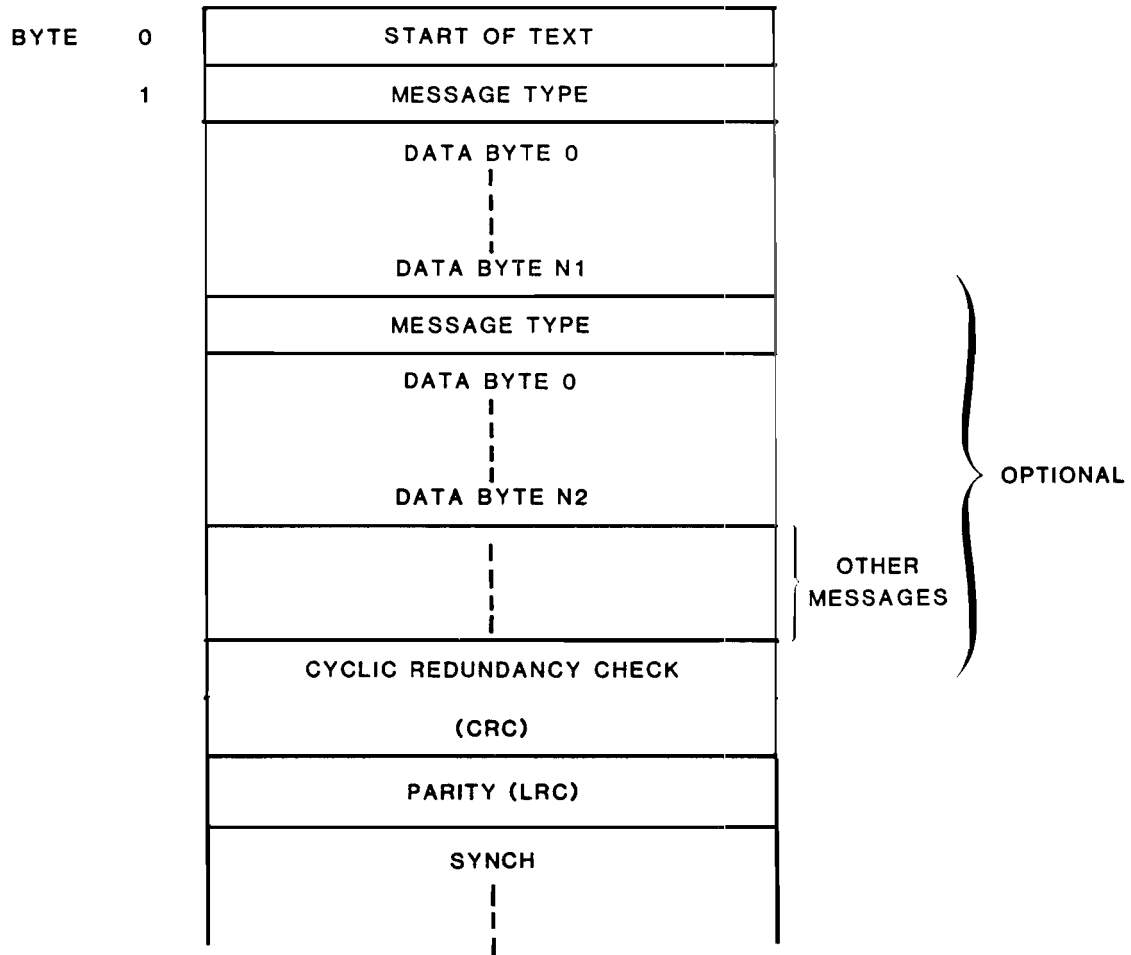 BYTE 0 START OF TEXT
1 MESSAGE TYPE
DATA BYTE 0
DATA BYTE N1
MESSAGE TYPE
DATA BYTE 0
DATA BYTE N2
OPTIONAL
OTHER
MESSAGES
CYCLIC REDUNDANCY CHECK
(CRC)
PARITY (LRC)
SYNCH